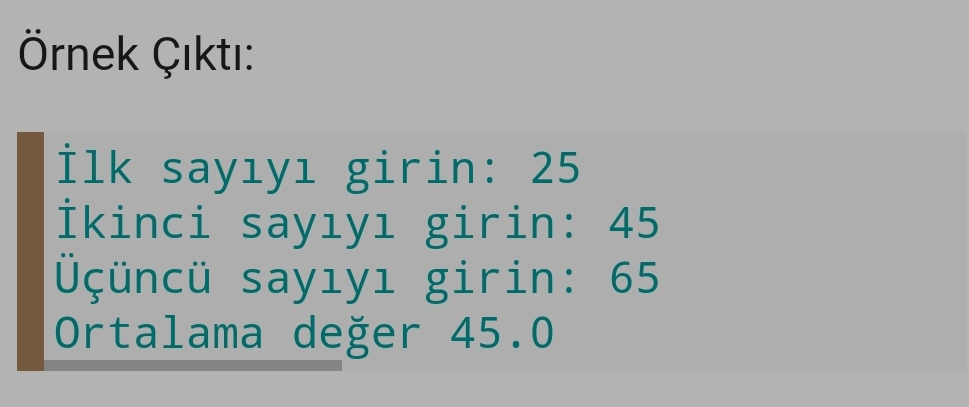 Örnek Çıktı:
İlk sayıyı girin: 25
İkinci sayıyı girin: 45
Üçüncü sayıyı girin: 65
Ortalama değer 45.0